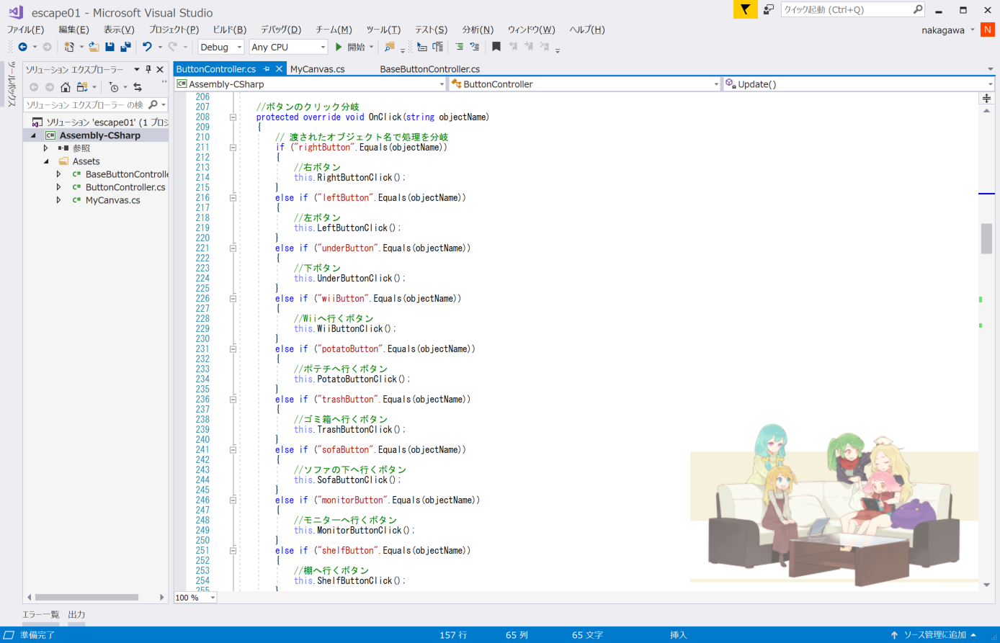 escape01 - Microsoft Visual Studio
クイック起動 (Ctrl+Q)
ファイル(F) 編集(E) 表示(V) プロジェクト(P) ビルド(B) デバッグ(D) チーム(M) ツール(T) テスト(S) 分析(N) ウィンドウ(W) ヘルプ(H)
nakagawa N
Debug Any CPU 開始
ツールボックス
ソリューション エクスプローラー
ソリューション エクスプローラー の検
ソリューション 'escape01' (1 プロジ
C# Assembly-CSharp
参照
Assets
C# BaseButtonControlle
C# ButtonController.cs
C# MyCanvas.cs
ButtonController.cs MyCanvas.cs BaseButtonController.cs
C# Assembly-CSharp ButtonController Update()
206
207 //ボタンのクリック分岐
208 protected override void OnClick(string objectName)
209 {
210 // 渡されたオブジェクト名で処理を分岐
211 if ("rightButton".Equals(objectName))
212 {
213 //右ボタン
214 this.RightButtonClick();
215 }
216 else if ("leftButton".Equals(objectName))
217 {
218 //左ボタン
219 this.LeftButtonClick();
220 }
221 else if ("underButton".Equals(objectName))
222 {
223 //下ボタン
224 this.UnderButtonClick();
225 }
226 else if ("wiiButton".Equals(objectName))
227 {
228 //Wiiへ行くボタン
229 this.WiiButtonClick();
230 }
231 else if ("potatoButton".Equals(objectName))
232 {
233 //ポテチへ行くボタン
234 this.PotatoButtonClick();
235 }
236 else if ("trashButton".Equals(objectName))
237 {
238 //ゴミ箱へ行くボタン
239 this.TrashButtonClick();
240 }
241 else if ("sofaButton".Equals(objectName))
242 {
243 //ソファの下へ行くボタン
244 this.SofaButtonClick();
245 }
246 else if ("monitorButton".Equals(objectName))
247 {
248 //モニターへ行くボタン
249 this.MonitorButtonClick();
250 }
251 else if ("shelfButton".Equals(objectName))
252 {
253 //棚へ行くボタン
254 this.ShelfButtonClick();
255 }
100 %
エラー一覧 出力
準備完了 157 行 65 列 65 文字 挿入 ソース管理に追加